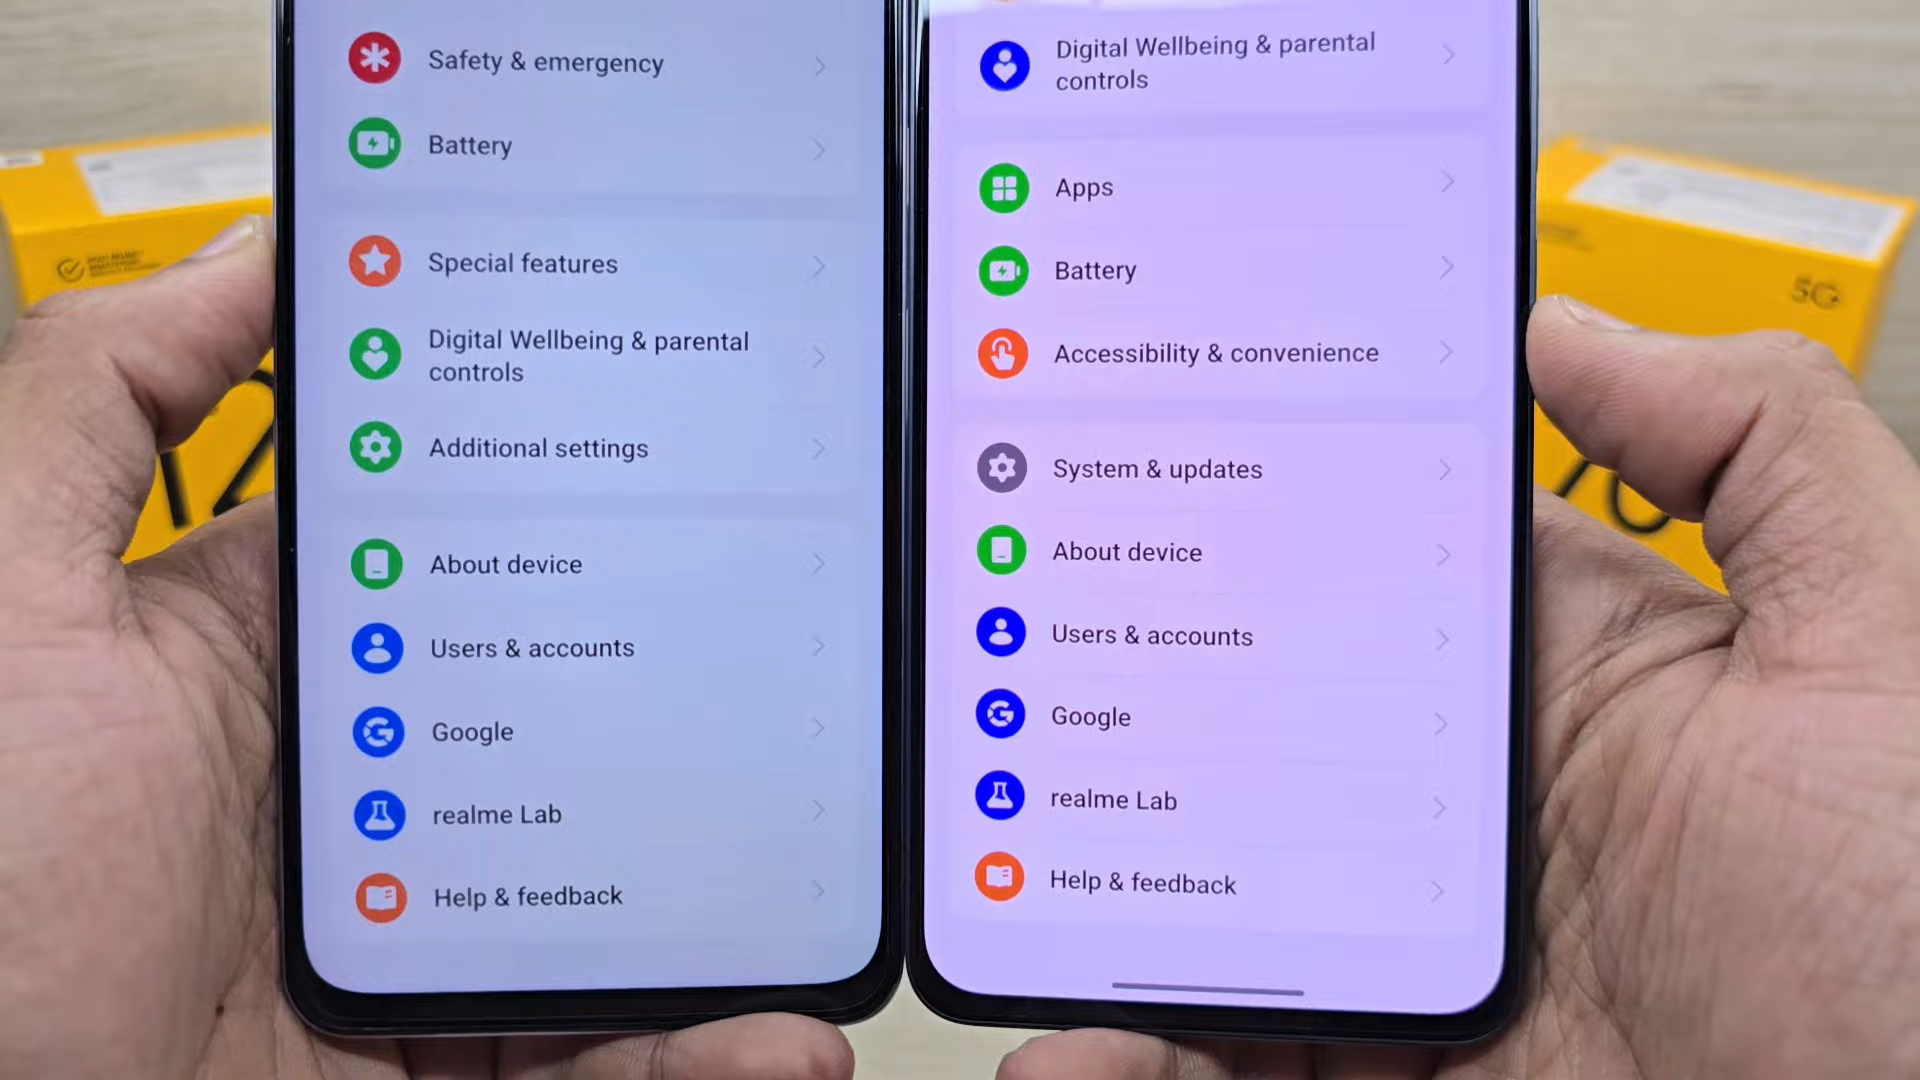 Safety & emergency
Battery
Special features
Digital Wellbeing & parental
controls
Additional settings
About device
Users & accounts
Google
realme Lab
Help & feedback
Digital Wellbeing & parental
controls
Apps
Battery
Accessibility & convenience
System & updates
About device
Users & accounts
Google
realme Lab
Help & feedback
12
70
5G